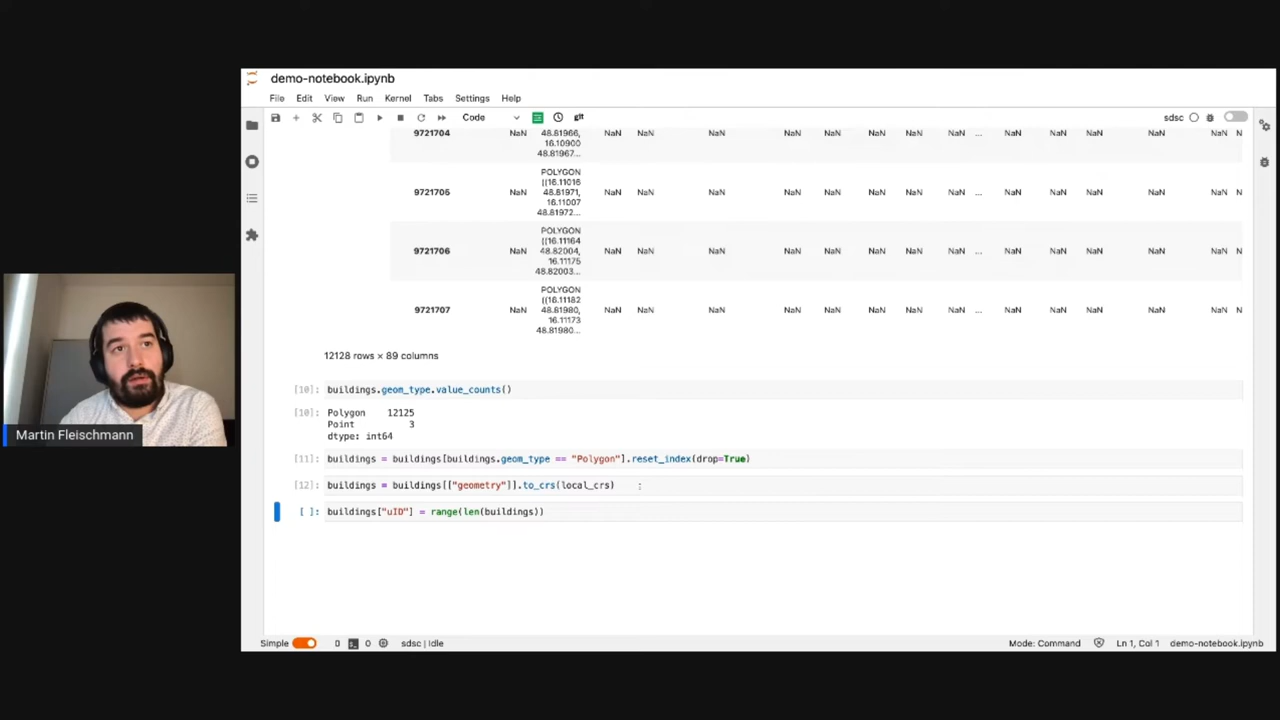 demo-notebook.ipynb
File Edit View Run Kernel Tabs Settings Help
Code
git
sdsc
9721704 NaN 48.81966, NaN NaN NaN NaN NaN NaN NaN ... NaN NaN NaN NaN N
16.10900
48.81967...
POLYGON
((16.11016
9721705 NaN 48.81971, NaN NaN NaN NaN NaN NaN NaN ... NaN NaN NaN NaN N
16.11007
48.81972...
POLYGON
((16.11164
9721706 NaN 48.82004, NaN NaN NaN NaN NaN NaN NaN ... NaN NaN NaN NaN N
16.11175
48.82003...
POLYGON
((16.11182
9721707 NaN 48.81980, NaN NaN NaN NaN NaN NaN NaN ... NaN NaN NaN NaN N
16.11173
48.81980...
12128 rows × 89 columns
[10]: buildings.geom_type.value_counts()
[10]: Polygon 12125
Point 3
dtype: int64
[11]: buildings = buildings[buildings.geom_type == "Polygon"].reset_index(drop=True)
[12]: buildings = buildings[["geometry"]].to_crs(local_crs)
[ ]: buildings["uID"] = range(len(buildings))
Martin Fleischmann
Simple 0 0 sdsc | Idle Mode: Command Ln 1, Col 1 demo-notebook.ipynb